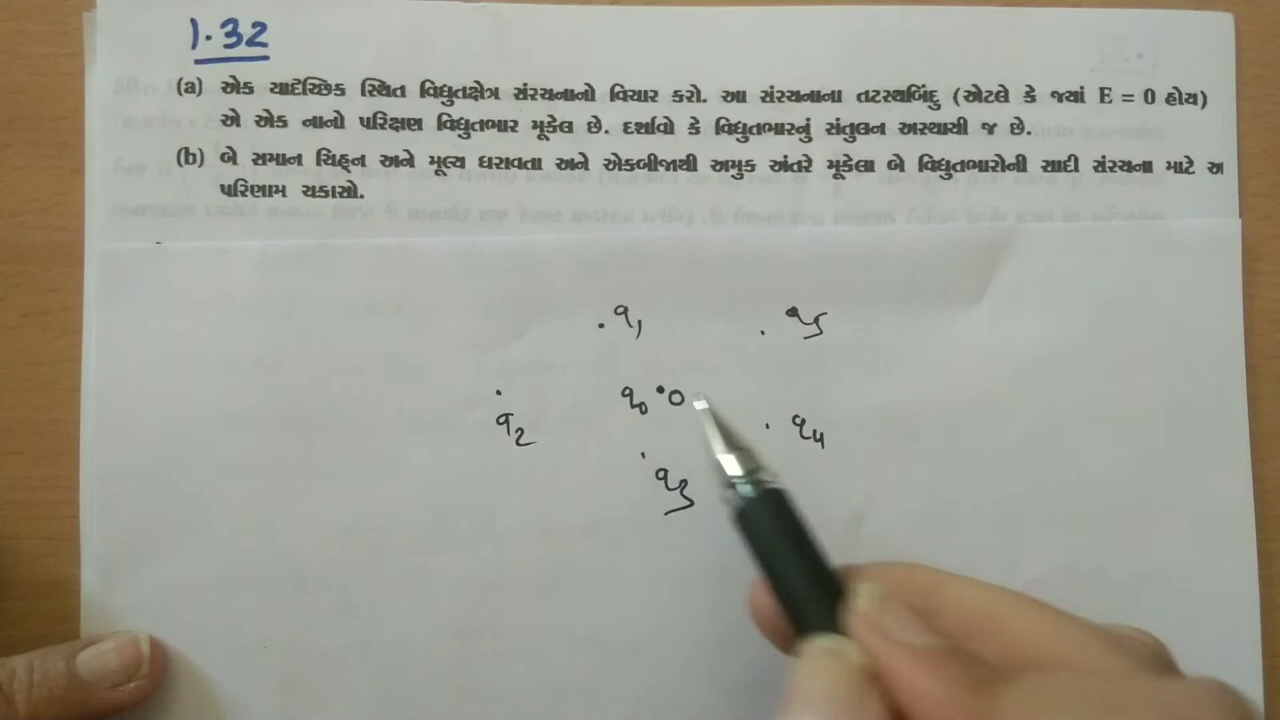 1.32
(a) એક યાદૅચ્છિક સ્થિત વિદ્યુતક્ષેત્ર સંરચનાનો વિચાર કરો. આ સંરચનાના તટસ્થબિંદુ (એટલે કે જ્યાં E = 0 હોય)
એ એક નાનો પરિક્ષણ વિદ્યુતભાર મૂકેલ છે. દર્શાવો કે વિદ્યુતભારનું સંતુલન અસ્થાયી જ છે.
(b) બે સમાન ચિહ્ન અને મૂલ્ય ધરાવતા અને એકબીજાથી અમુક અંતરે મૂકેલા બે વિદ્યુતભારોની સાદી સંરચના માટે અ
પરિણામ ચકાસો.
q1 q5
q2 q0 0 q4
q3